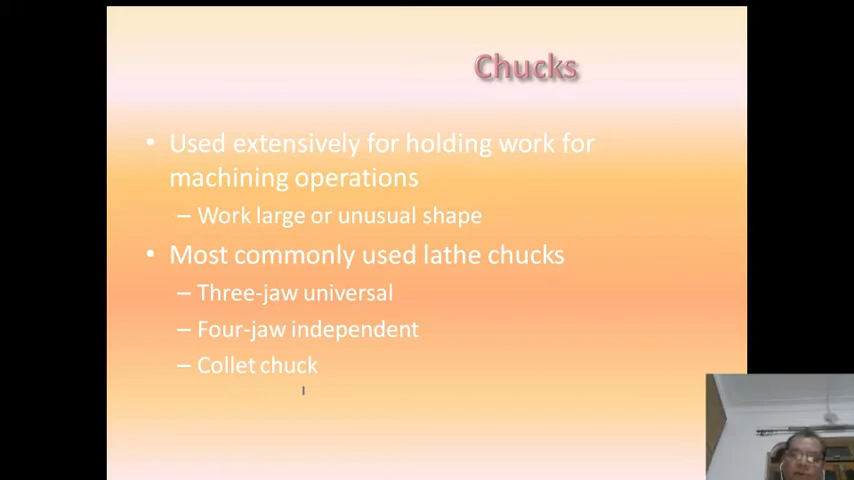 Chucks
• Used extensively for holding work for
machining operations
– Work large or unusual shape
• Most commonly used lathe chucks
– Three-jaw universal
– Four-jaw independent
– Collet chuck